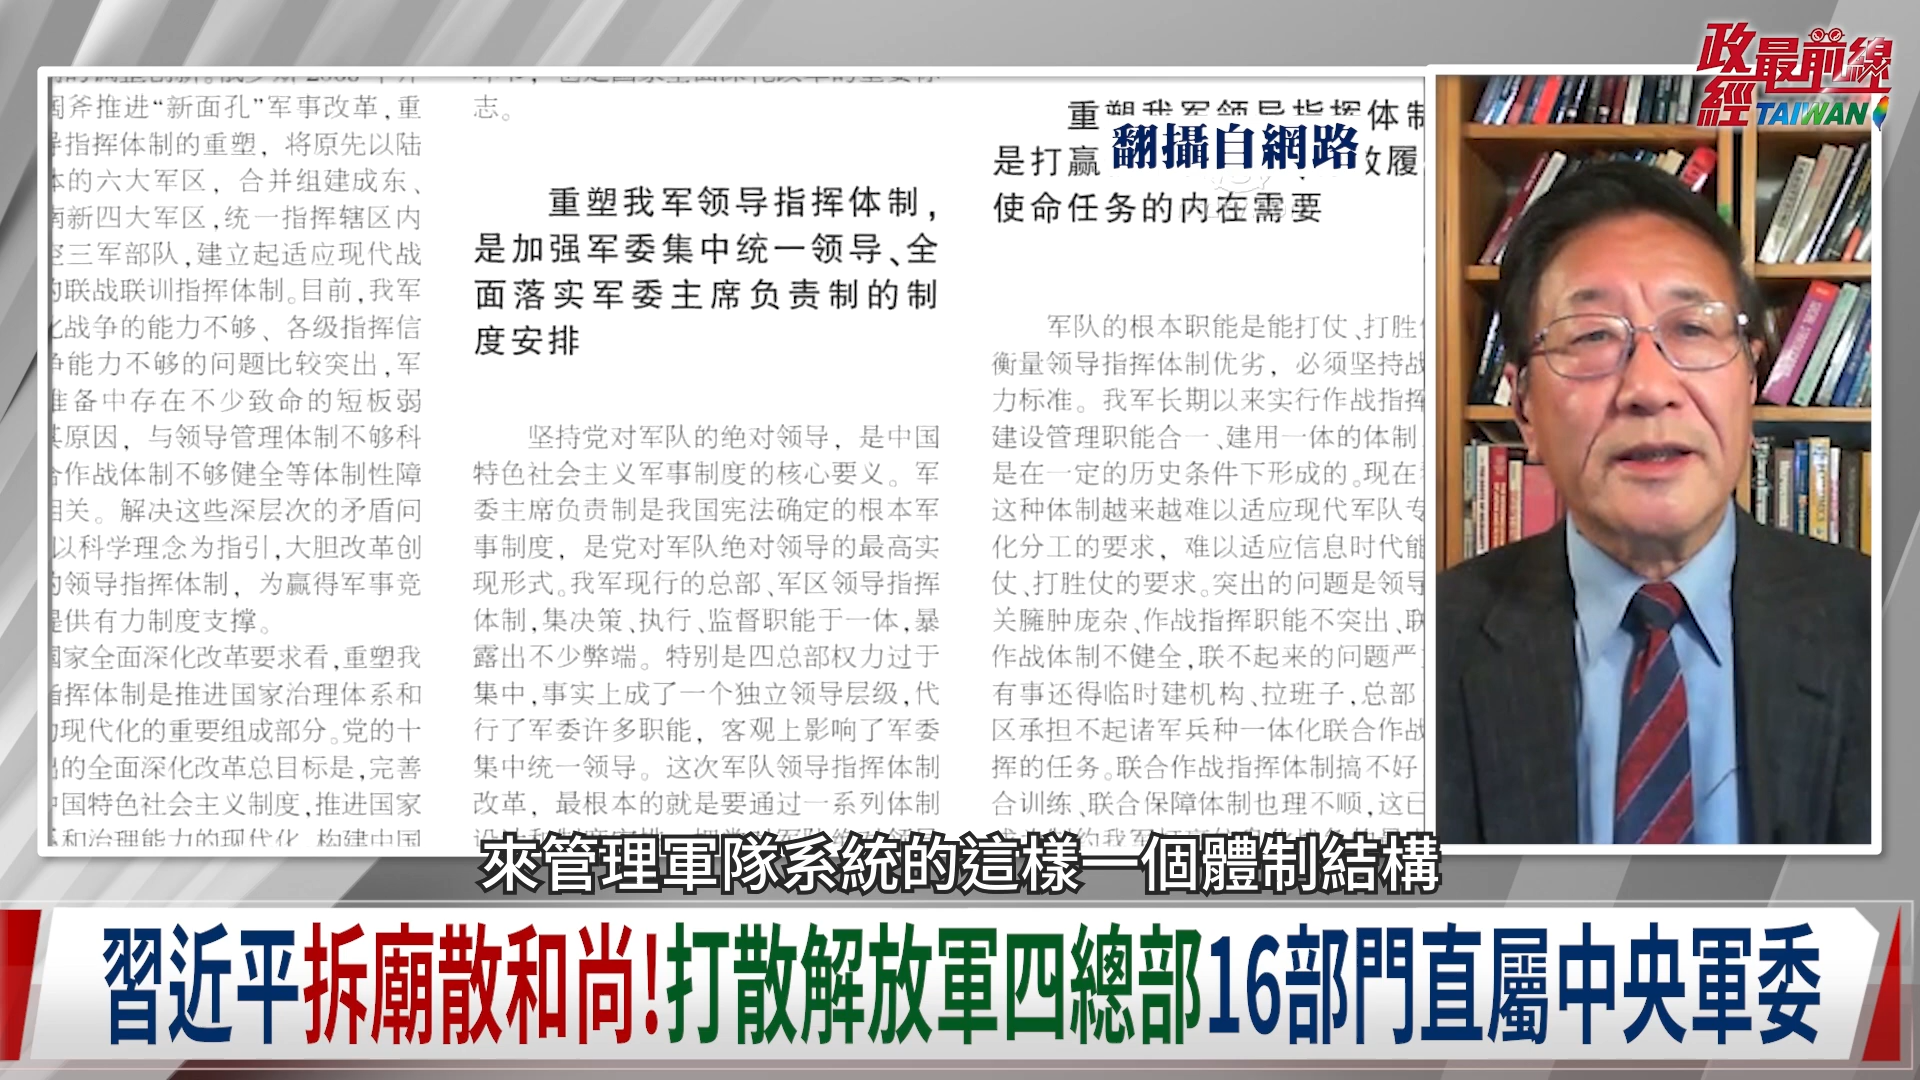 政經最前線
TAIWAN
翻攝自網路
阔斧推进“新面孔”军事改革,重
指挥体制的重塑，将原先以陆
体的六大军区，合并组建成东、
南新四大军区,统一指挥辖区内
空三军部队,建立起适应现代战
的联战联训指挥体制。目前,我军
化战争的能力不够、各级指挥信
争能力不够的问题比较突出,军
准备中存在不少致命的短板弱
其原因，与领导管理体制不够科
合作战体制不够健全等体制性障
相关。解决这些深层次的矛盾问
以科学理念为指引,大胆改革创
的领导指挥体制，为赢得军事竞
提供有力制度支撑。
国家全面深化改革要求看,重塑我
指挥体制是推进国家治理体系和
现代化的重要组成部分。党的十
的全面深化改革总目标是,完善
中国特色社会主义制度,推进国家
系和治理能力的现代化
志。
重塑我军领导指挥体制,
是加强军委集中统一领导、全
面落实军委主席负责制的制
度安排
坚持党对军队的绝对领导，是中国
特色社会主义军事制度的核心要义。军
委主席负责制是我国宪法确定的根本军
事制度，是党对军队绝对领导的最高实
现形式。我军现行的总部、军区领导指挥
体制,集决策、执行、监督职能于一体,暴
露出不少弊端。特别是四总部权力过于
集中,事实上成了一个独立领导层级,代
行了军委许多职能，客观上影响了军委
集中统一领导。这次军队领导指挥体制
改革，最根本的就是要通过一系列体制
重塑我军领导指挥体制
是打赢
效履
使命任务的内在需要
军队的根本职能是能打仗、打胜
衡量领导指挥体制优劣，必须坚持战
力标准。我军长期以来实行作战指挥
建设管理职能合一、建用一体的体制
是在一定的历史条件下形成的。现在
这种体制越来越难以适应现代军队专
化分工的要求，难以适应信息时代能
仗、打胜仗的要求。突出的问题是领导
关臃肿庞杂、作战指挥职能不突出、联
作战体制不健全,联不起来的问题严
有事还得临时建机构、拉班子,总部
区承担不起诸军兵种一体化联合作战
挥的任务。联合作战指挥体制搞不好
合训练、联合保障体制也理不顺,这已
來管理軍隊系統的這樣一個體制結構
習近平拆廟散和尚!打散解放軍四總部16部門直屬中央軍委